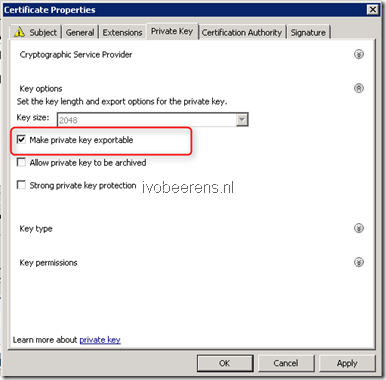 Certificate Properties
Subject General Extensions Private Key Certification Authority Signature
Cryptographic Service Provider
Key options
Set the key length and export options for the private key.
Key size: 2048
Make private key exportable
Allow private key to be archived
Strong private key protection
ivobeerens.nl
Key type
Key permissions
Learn more about private key
OK Cancel Apply